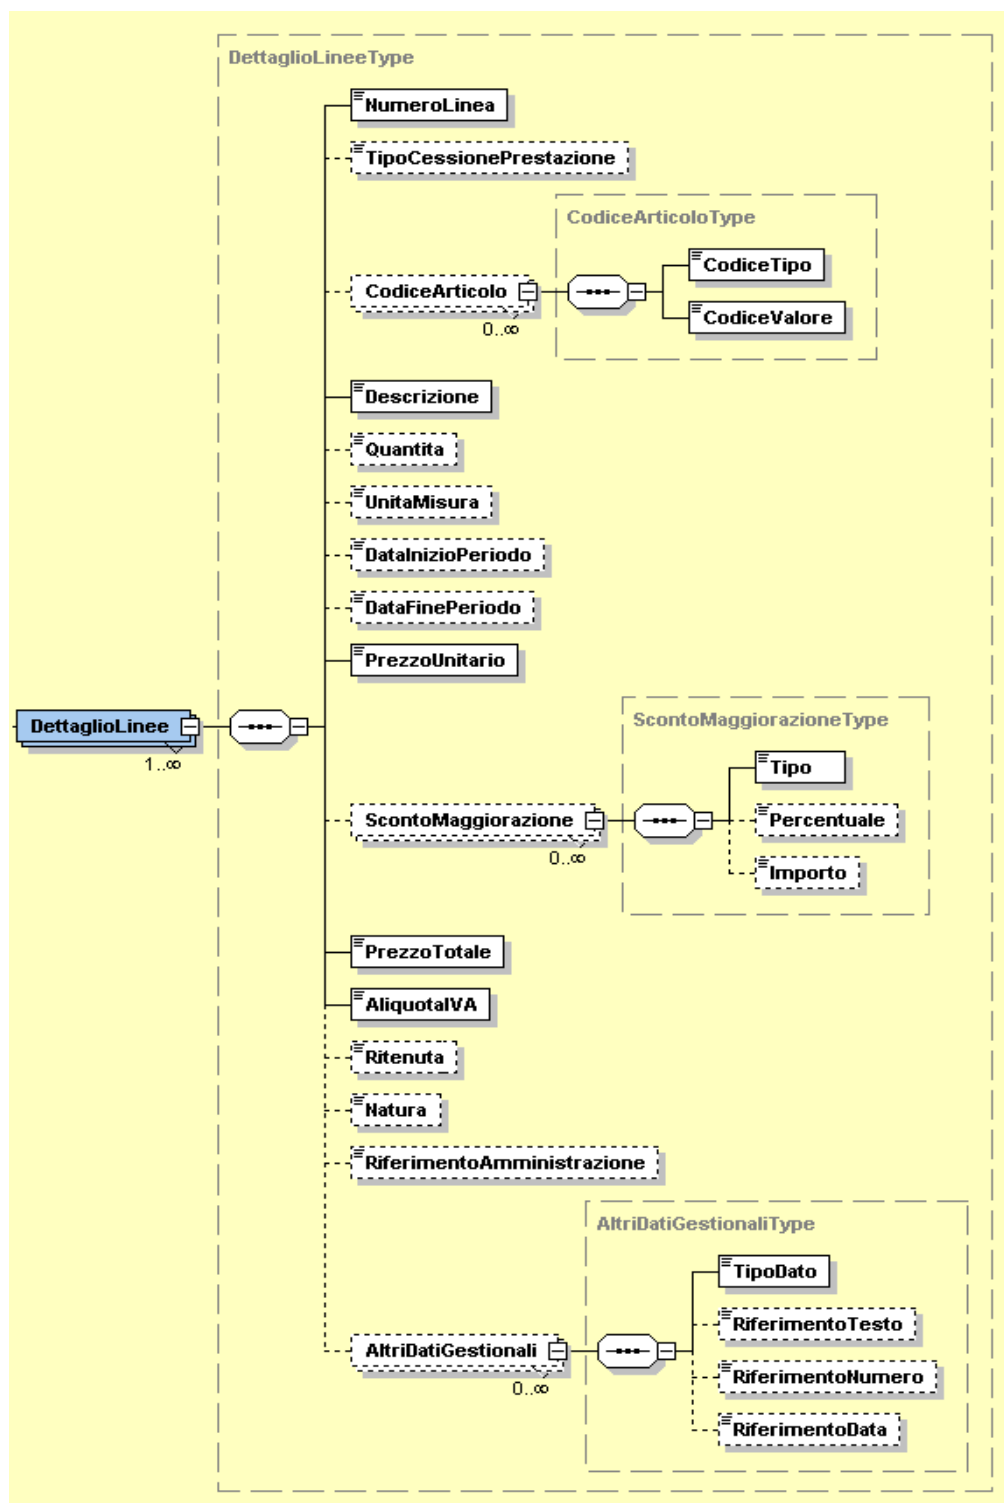 DettaglioLineeType
NumeroLinea
TipoCessionePrestazione
CodiceArticoloType
CodiceTipo
CodiceArticolo
CodiceValore
0..∞
Descrizione
Quantita
UnitaMisura
DataInizioPeriodo
DataFinePeriodo
PrezzoUnitario
DettaglioLinee
1..∞
ScontoMaggiorazioneType
Tipo
ScontoMaggiorazione
Percentuale
0..∞
Importo
PrezzoTotale
AliquotaIVA
Ritenuta
Natura
RiferimentoAmministrazione
AltriDatiGestionaliType
TipoDato
RiferimentoTesto
AltriDatiGestionali
0..∞
RiferimentoNumero
RiferimentoData